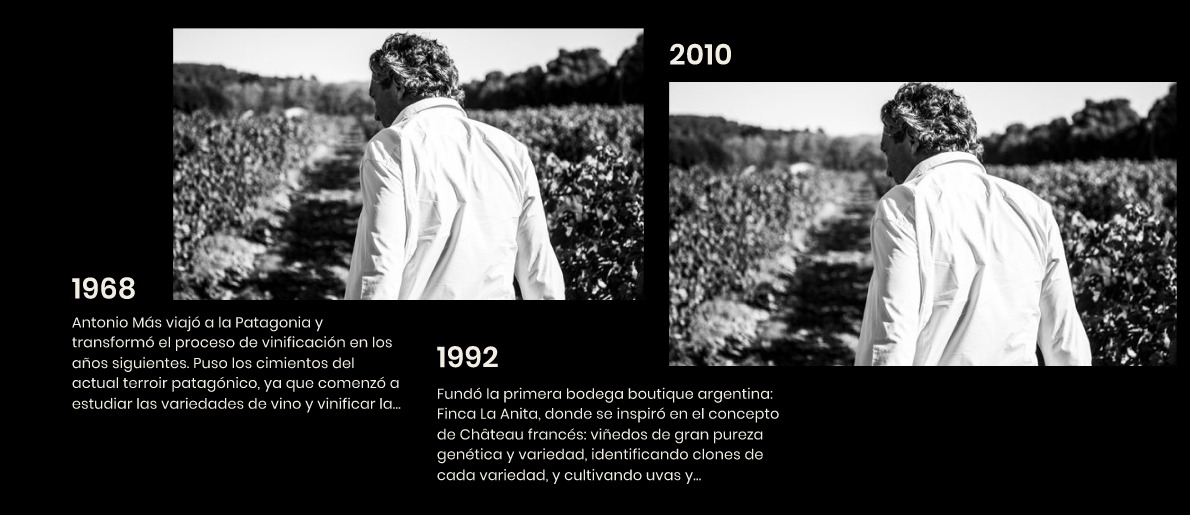 1968
Antonio Más viajó a la Patagonia y
transformó el proceso de vinificación en los
años siguientes. Puso los cimientos del
actual terroir patagónico, ya que comenzó a
estudiar las variedades de vino y vinificar la...
1992
Fundó la primera bodega boutique argentina:
Finca La Anita, donde se inspiró en el concepto
de Château francés: viñedos de gran pureza
genética y variedad, identificando clones de
cada variedad, y cultivando uvas y...
2010